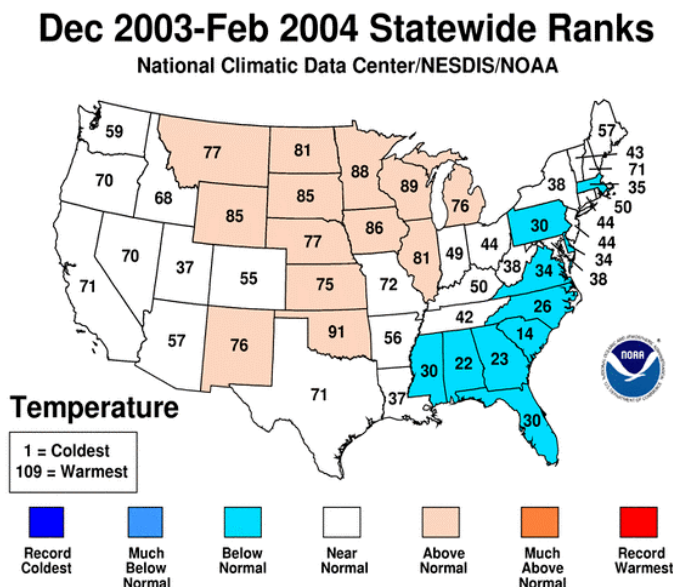 Dec 2003-Feb 2004 Statewide Ranks
National Climatic Data Center/NESDIS/NOAA
59
77
81
88
57
43
71
35
50
44
44
34
38
70
68
85
85
89
76
38
30
71
70
37
55
77
86
81
49
44
38
34
75
72
50
26
57
76
91
56
42
14
71
37
30
22
23
30
NOAA
Temperature
1 = Coldest
109 = Warmest
Record
Coldest
Much
Below
Normal
Below
Normal
Near
Normal
Above
Normal
Much
Above
Normal
Record
Warmest